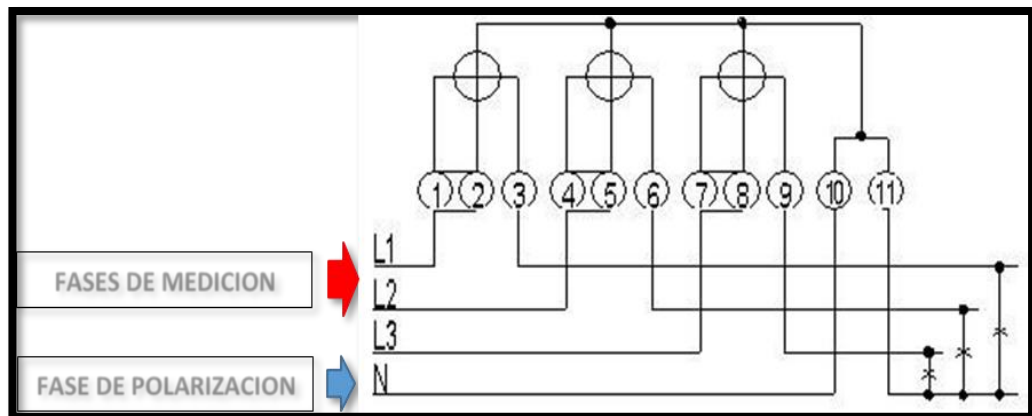 1 2 3 4 5 6 7 8 9 10 11
L1
FASES DE MEDICION
L2
L3
FASE DE POLARIZACION
N